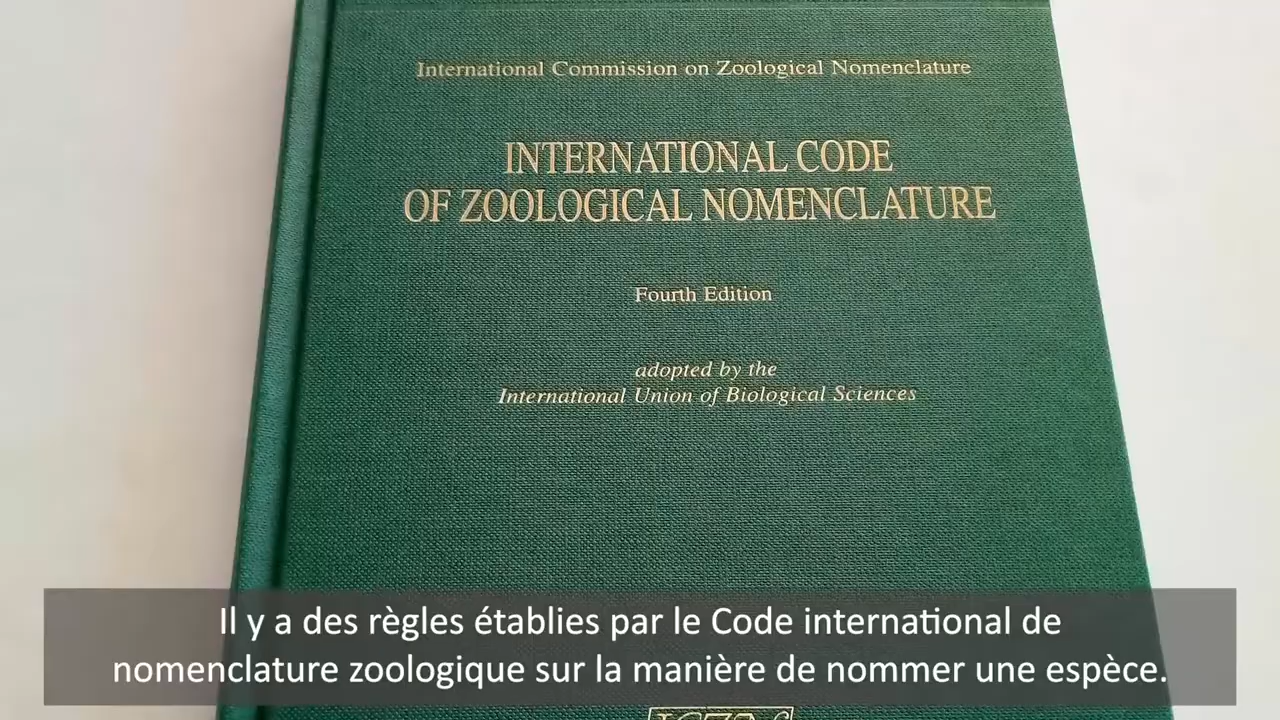 International Commission on Zoological Nomenclature
INTERNATIONAL CODE
OF ZOOLOGICAL NOMENCLATURE
Fourth Edition
adopted by the
International Union of Biological Sciences
Il y a des règles établies par le Code international de
nomenclature zoologique sur la manière de nommer une espèce.